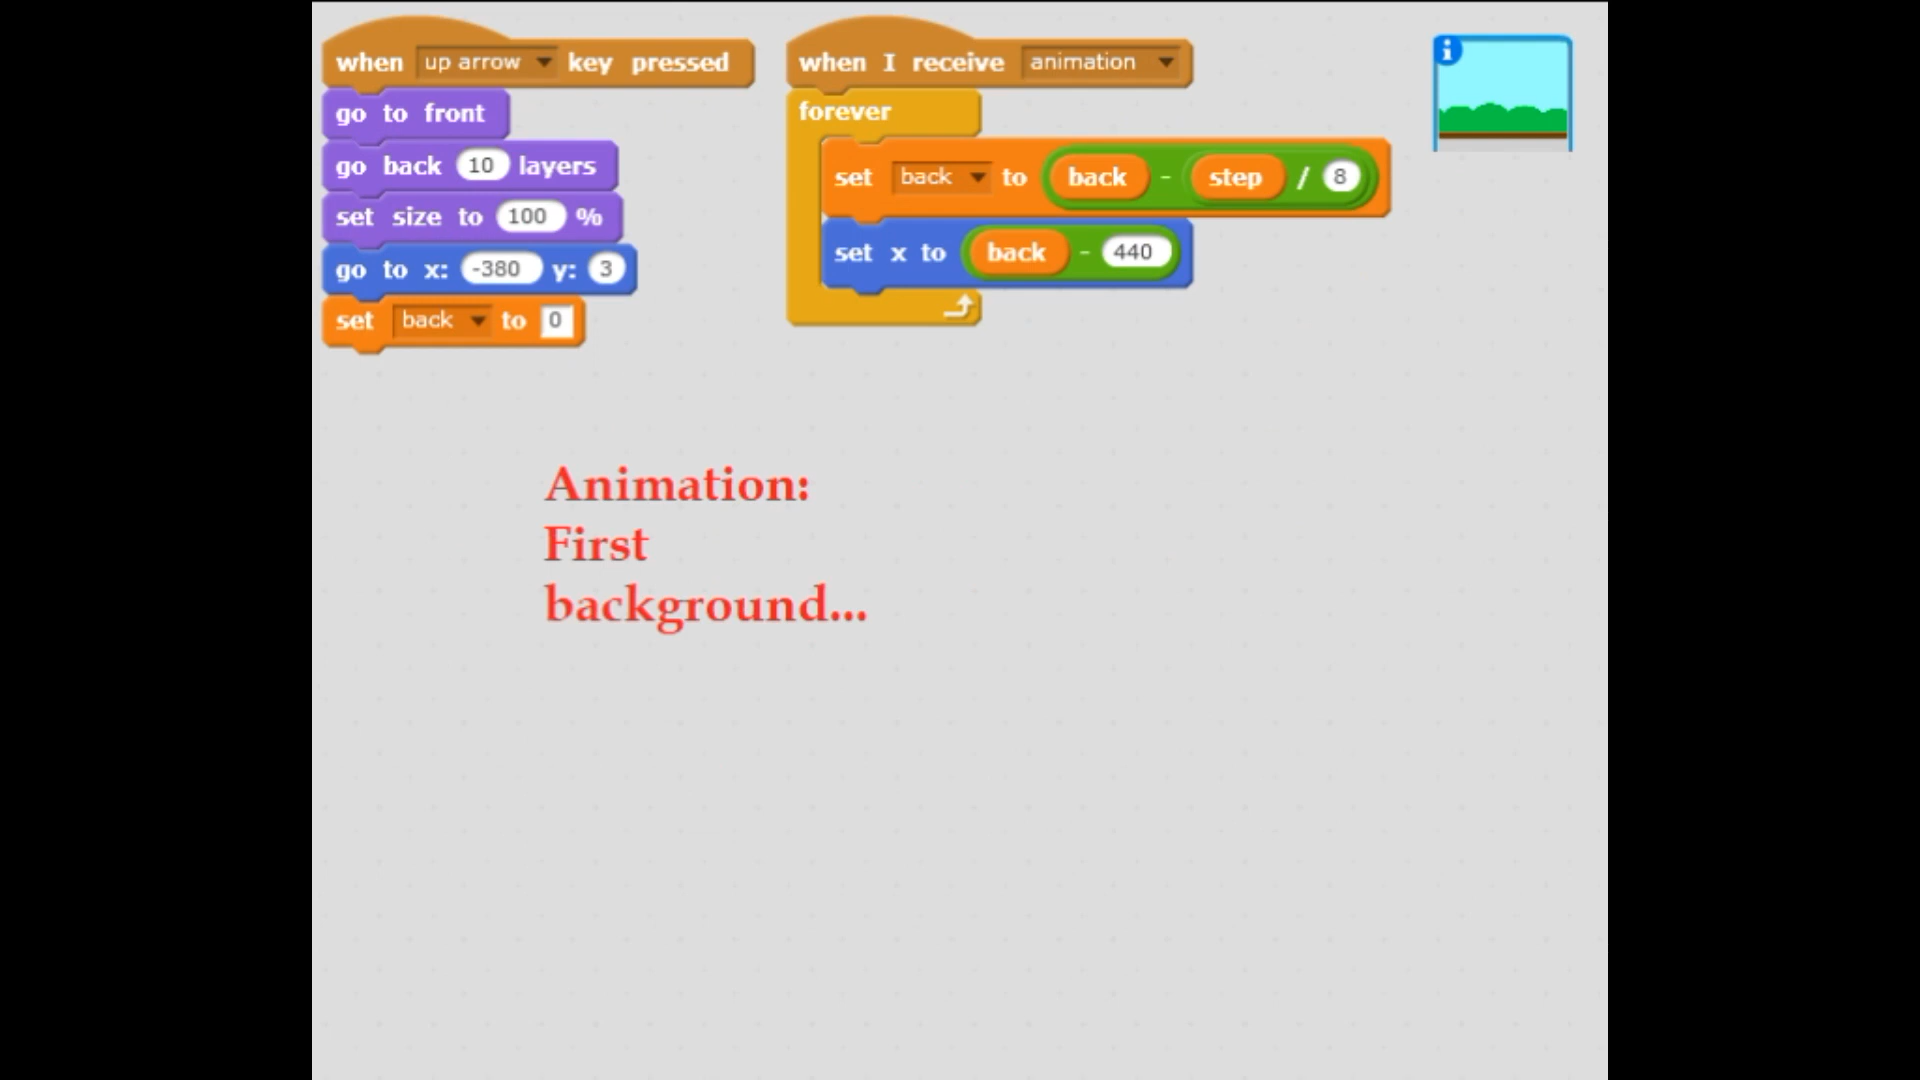 when up arrow key pressed
go to front
go back 10 layers
set size to 100 %
go to x: -380 y: 3
set back to 0
when I receive animation
forever
set back to back - step / 8
set x to back - 440
i
Animation:
First
background...